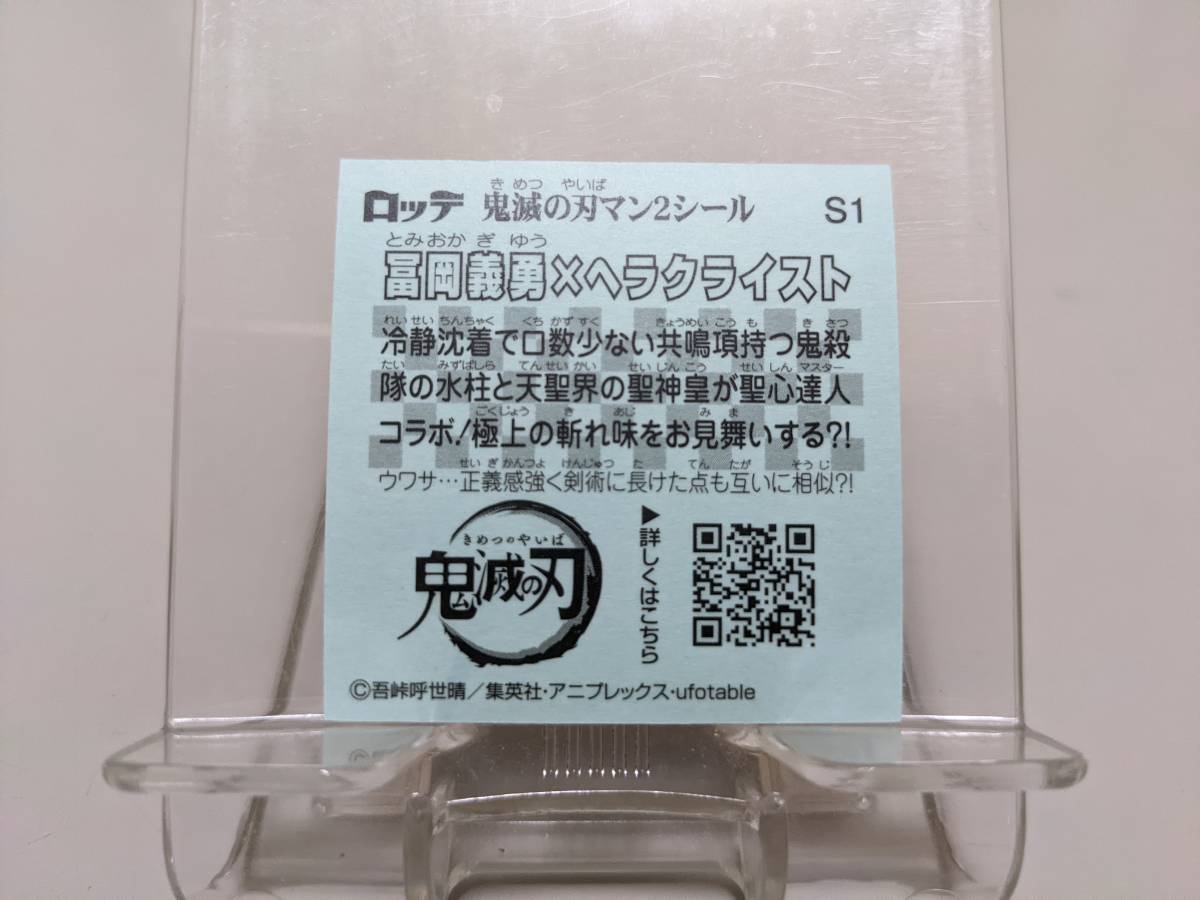 ロッテ 鬼滅の刃マン2シール S1
きめつ やいば
とみおか ぎゆう
冨岡義勇×ヘラクライスト
れいせいちんちゃく くちかずすく きょうめいこうも きさつ
冷静沈着で口数少ない共鳴項持つ鬼殺
たい みずばしら てんせいかい せいじんこう せいしんマスター
隊の水柱と天聖界の聖神皇が聖心達人
ごくじょう き あじ みま
コラボ!極上の斬れ味をお見舞いする?!
せいぎかんつよ けんじゅつ た てん たが そうじ
ウワサ…正義感強く剣術に長けた点も互いに相似?!
きめつのやいば
鬼滅の刃
▶詳しくはこちら
©吾峠呼世晴/集英社・アニプレックス・ufotable